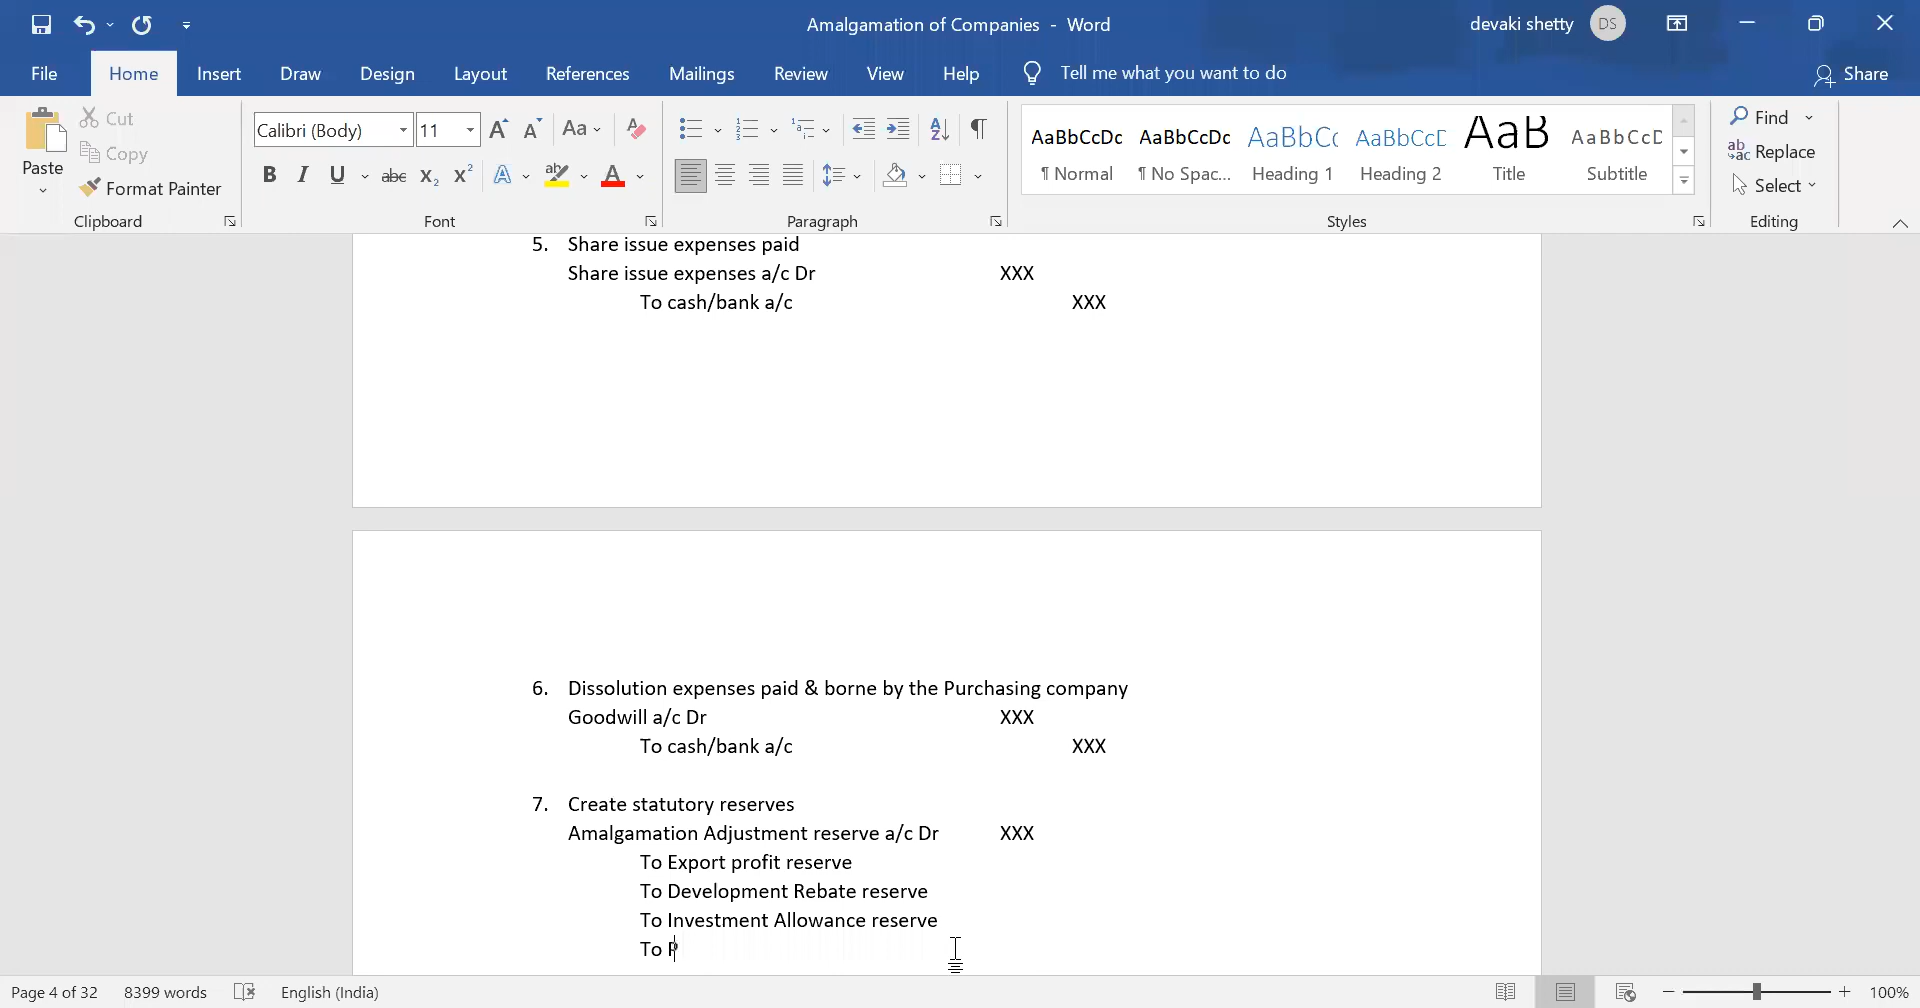 Amalgamation of Companies - Word
devaki shetty DS
File Home Insert Draw Design Layout References Mailings Review View Help Tell me what you want to do Share
Paste
Cut
Copy
Format Painter
Clipboard
Calibri (Body) 11
Font
Paragraph
AaBbCcDc AaBbCcDc AaBbCc AaBbCcD AaB AaBbCcD
¶ Normal ¶ No Spac... Heading 1 Heading 2 Title Subtitle
Styles
Find
Replace
Select
Editing
5. Share issue expenses paid
Share issue expenses a/c Dr XXX
To cash/bank a/c XXX
6. Dissolution expenses paid & borne by the Purchasing company
Goodwill a/c Dr XXX
To cash/bank a/c XXX
7. Create statutory reserves
Amalgamation Adjustment reserve a/c Dr XXX
To Export profit reserve
To Development Rebate reserve
To Investment Allowance reserve
To P
Page 4 of 32 8399 words English (India) 100%